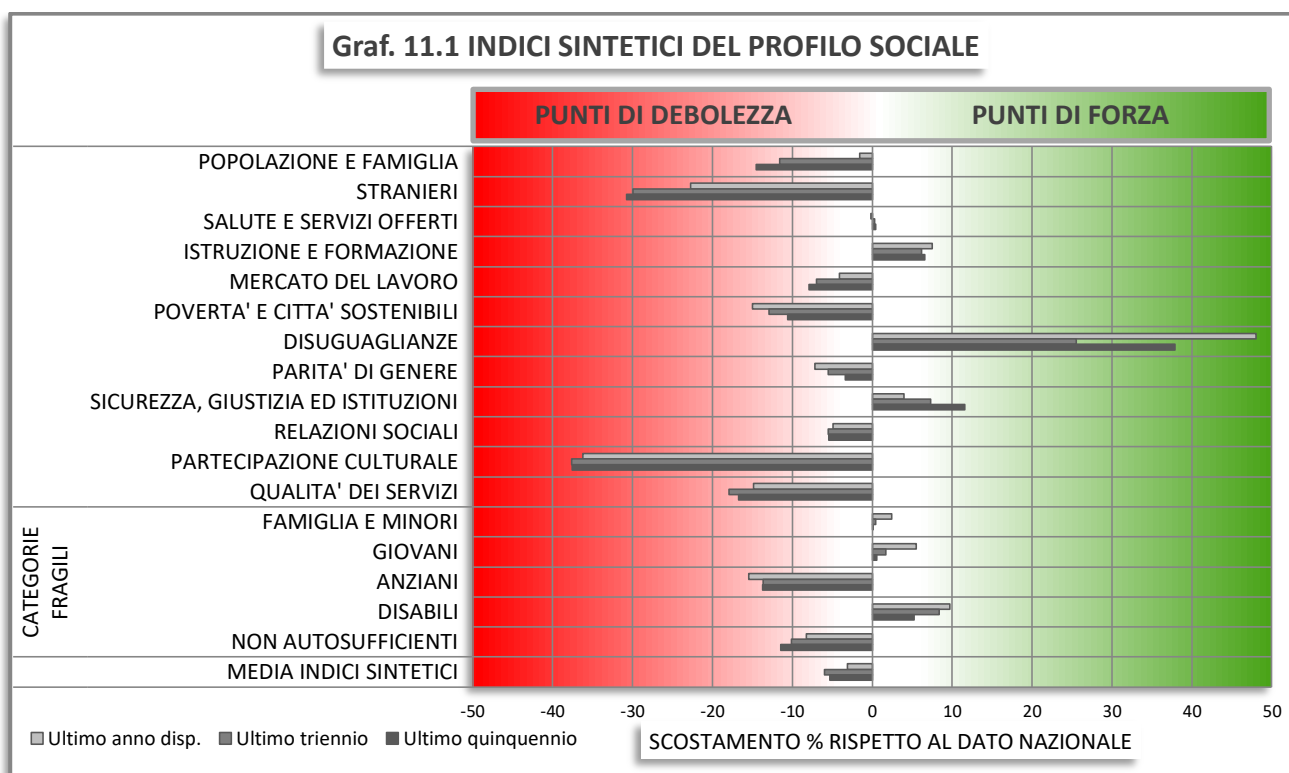 Graf. 11.1 INDICI SINTETICI DEL PROFILO SOCIALE
PUNTI DI DEBOLEZZA
PUNTI DI FORZA
POPOLAZIONE E FAMIGLIA
STRANIERI
SALUTE E SERVIZI OFFERTI
ISTRUZIONE E FORMAZIONE
MERCATO DEL LAVORO
POVERTA' E CITTA' SOSTENIBILI
DISUGUAGLIANZE
PARITA' DI GENERE
SICUREZZA, GIUSTIZIA ED ISTITUZIONI
RELAZIONI SOCIALI
PARTECIPAZIONE CULTURALE
QUALITA' DEI SERVIZI
CATEGORIE
FRAGILI
FAMIGLIA E MINORI
GIOVANI
ANZIANI
DISABILI
NON AUTOSUFFICIENTI
MEDIA INDICI SINTETICI
-50 -40 -30 -20 -10 0 10 20 30 40 50
Ultimo anno disp. Ultimo triennio Ultimo quinquennio
SCOSTAMENTO % RISPETTO AL DATO NAZIONALE